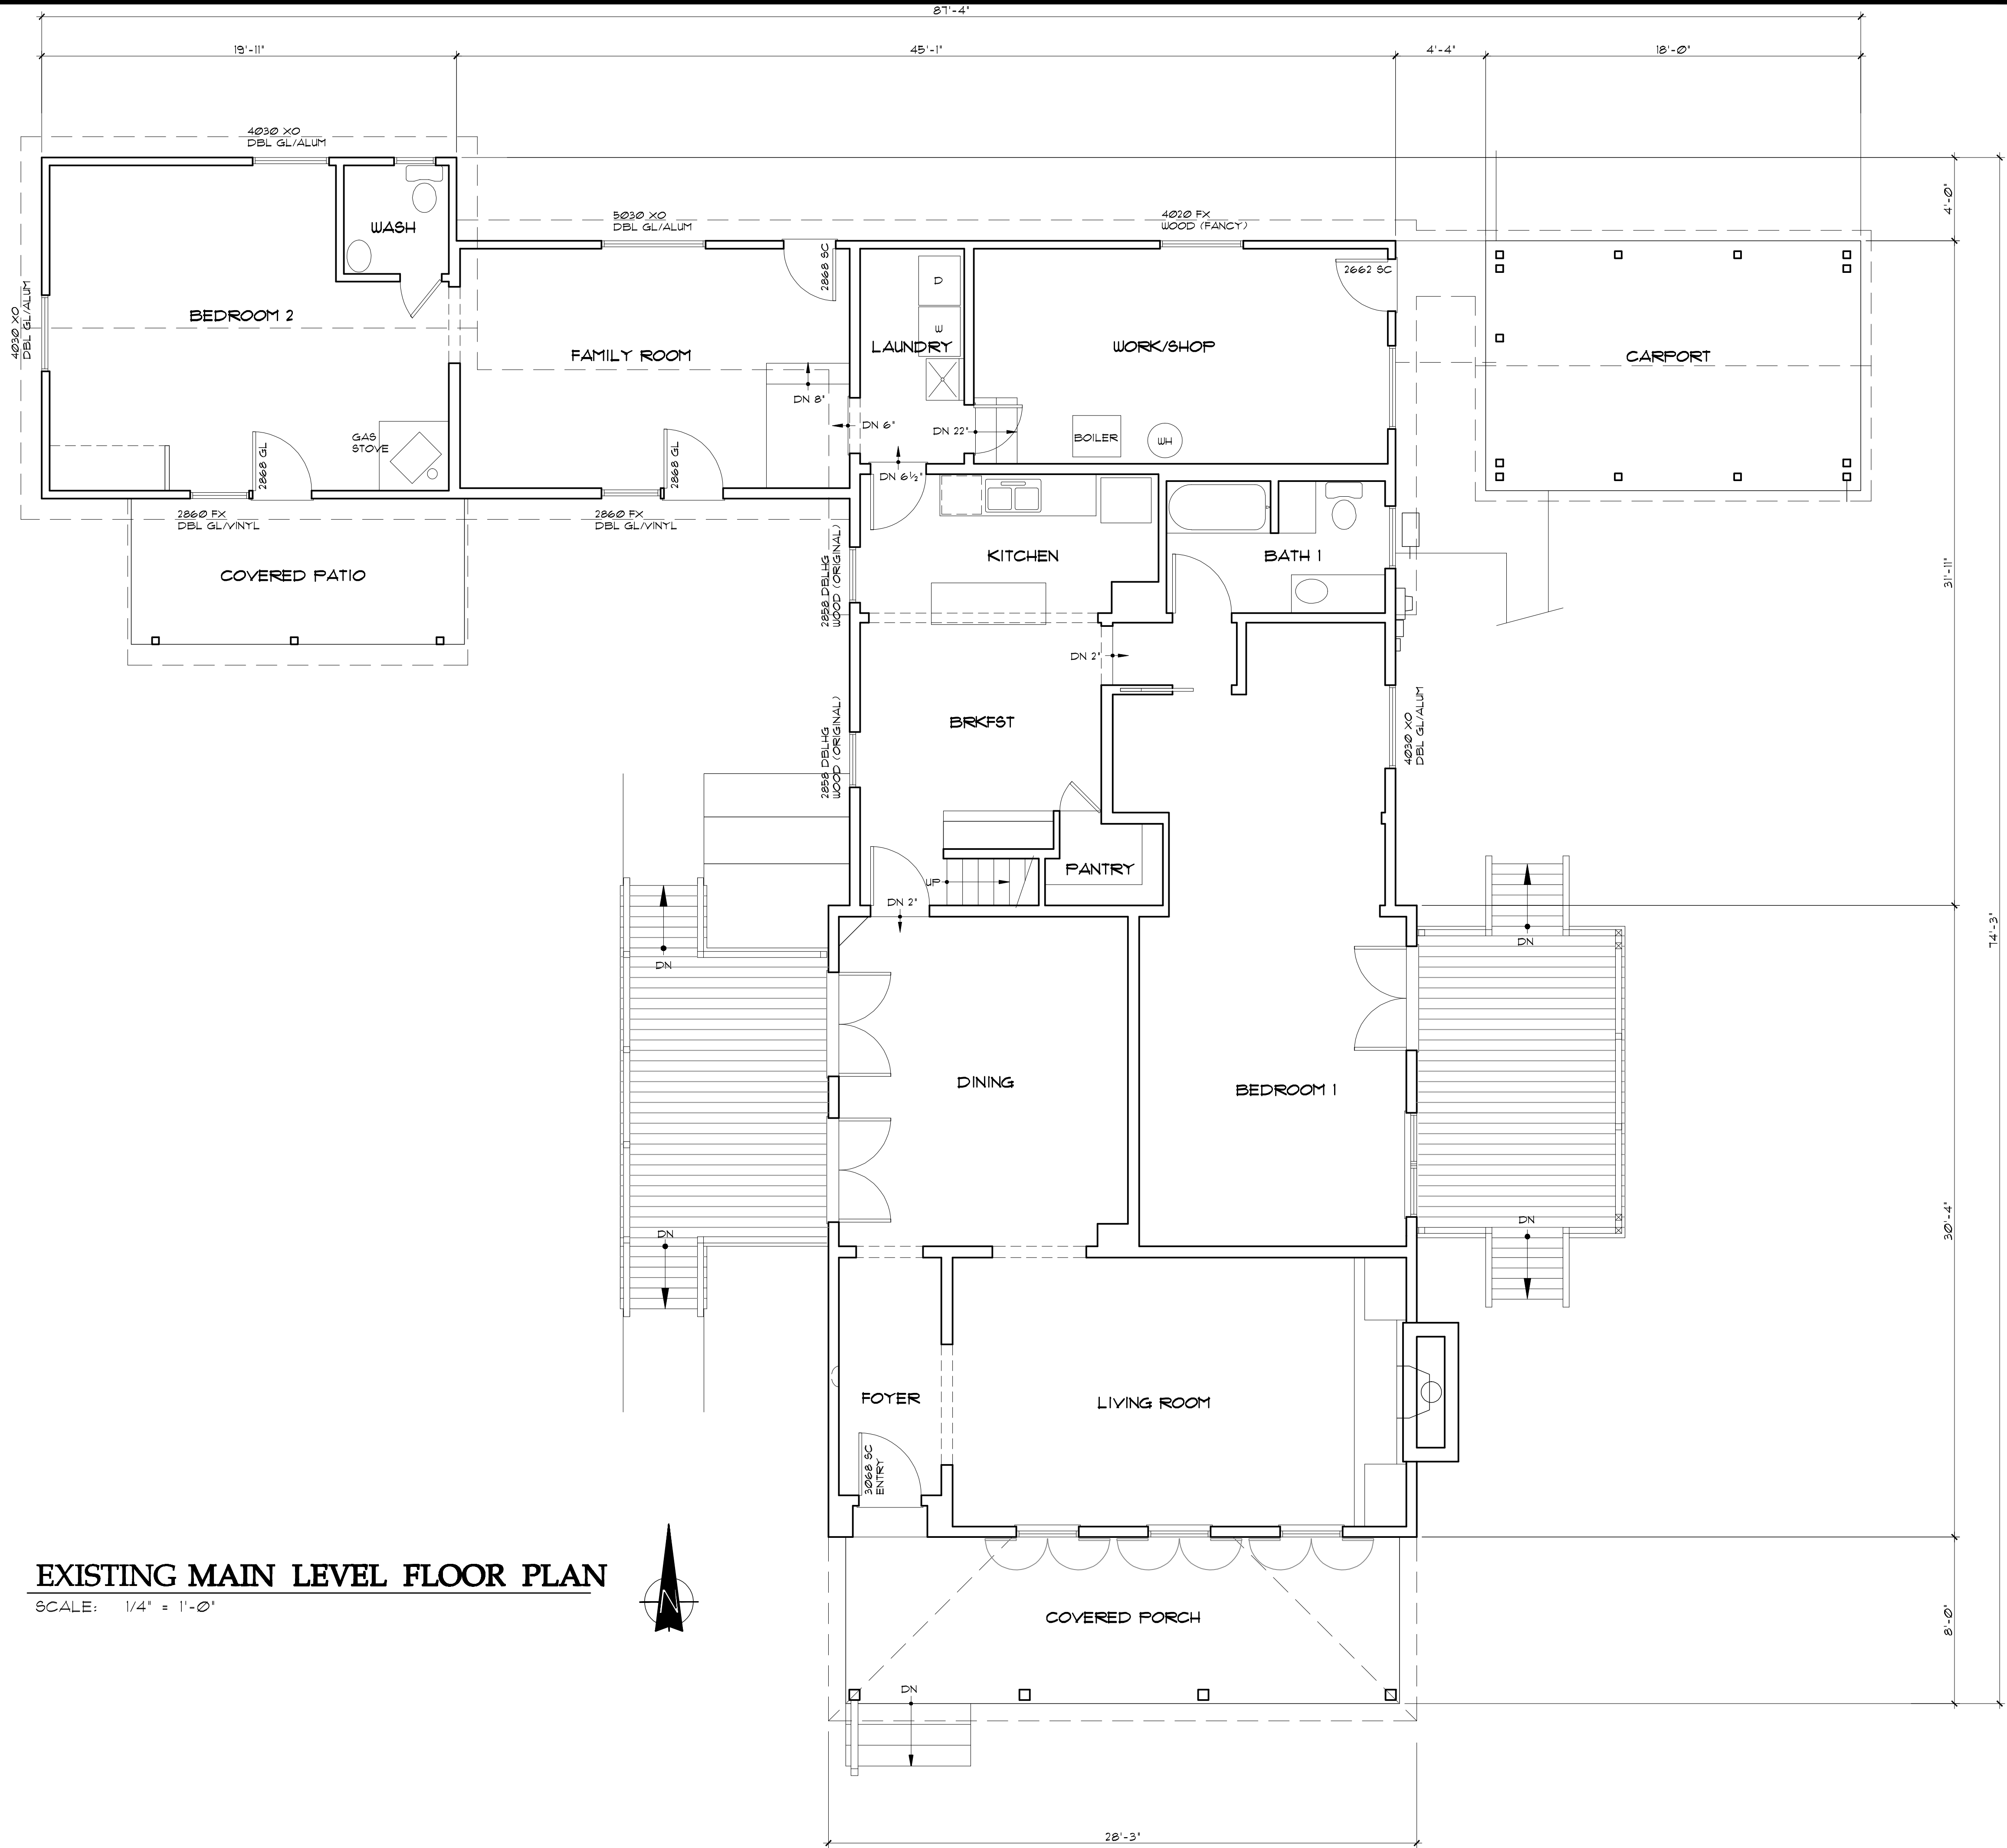 87'-4"
19'-11"
45'-1"
4'-4"
18'-0"
4030 XO
DBL GL/ALUM
WASH
5030 XO
DBL GL/ALUM
4020 FX
WOOD (FANCY)
4'-0"
2868 SC
2662 SC
D
W
4030 XO
DBL GL/ALUM
BEDROOM 2
FAMILY ROOM
LAUNDRY
WORK/SHOP
CARPORT
DN 8"
DN 6"
DN 22"
GAS
STOVE
BOILER
WH
2868 GL
2868 GL
DN 6½"
2860 FX
DBL GL/VINYL
2860 FX
DBL GL/VINYL
COVERED PATIO
2858 DBLHG
WOOD (ORIGINAL)
KITCHEN
BATH 1
31'-11"
DN 2"
BRKFST
2858 DBLHG
WOOD (ORIGINAL)
4030 XO
DBL GL/ALUM
PANTRY
UP
DN 2"
DN
DN
74'-3"
DINING
BEDROOM 1
DN
DN
30'-4"
FOYER
LIVING ROOM
3068 SC
ENTRY
EXISTING MAIN LEVEL FLOOR PLAN
SCALE: 1/4" = 1'-0"
N
COVERED PORCH
8'-0"
DN
28'-3"